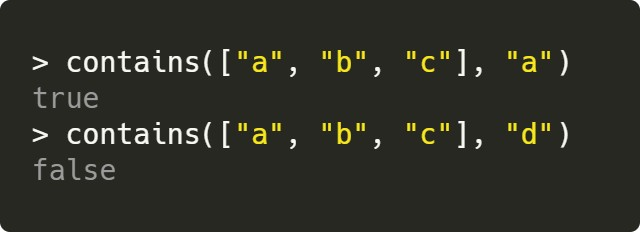 > contains(["a", "b", "c"], "a")
true
> contains(["a", "b", "c"], "d")
false